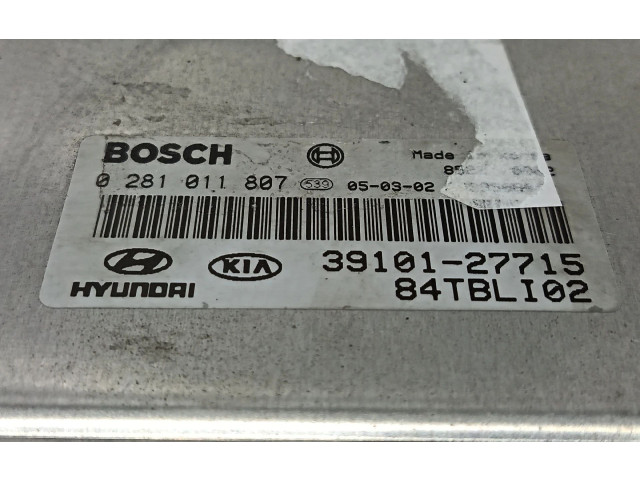 BOSCH Made
0 281 011 807 539 05-03-02
HYUNDAI KIA 39101-27715
84TBLI02